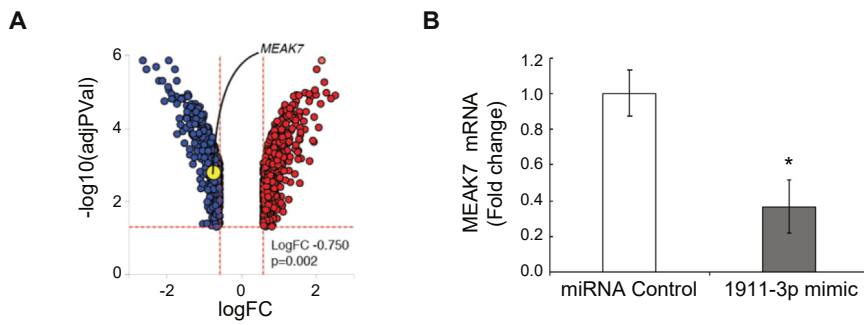 A
MEAK7
6
4
2
0
-log10(adjPVal)
LogFC -0.750
p=0.002
-2
0
2
logFC
B
1.2
1.0
0.8
0.6
0.4
0.2
0.0
MEAK7 mRNA
(Fold change)
*
miRNA Control
1911-3p mimic